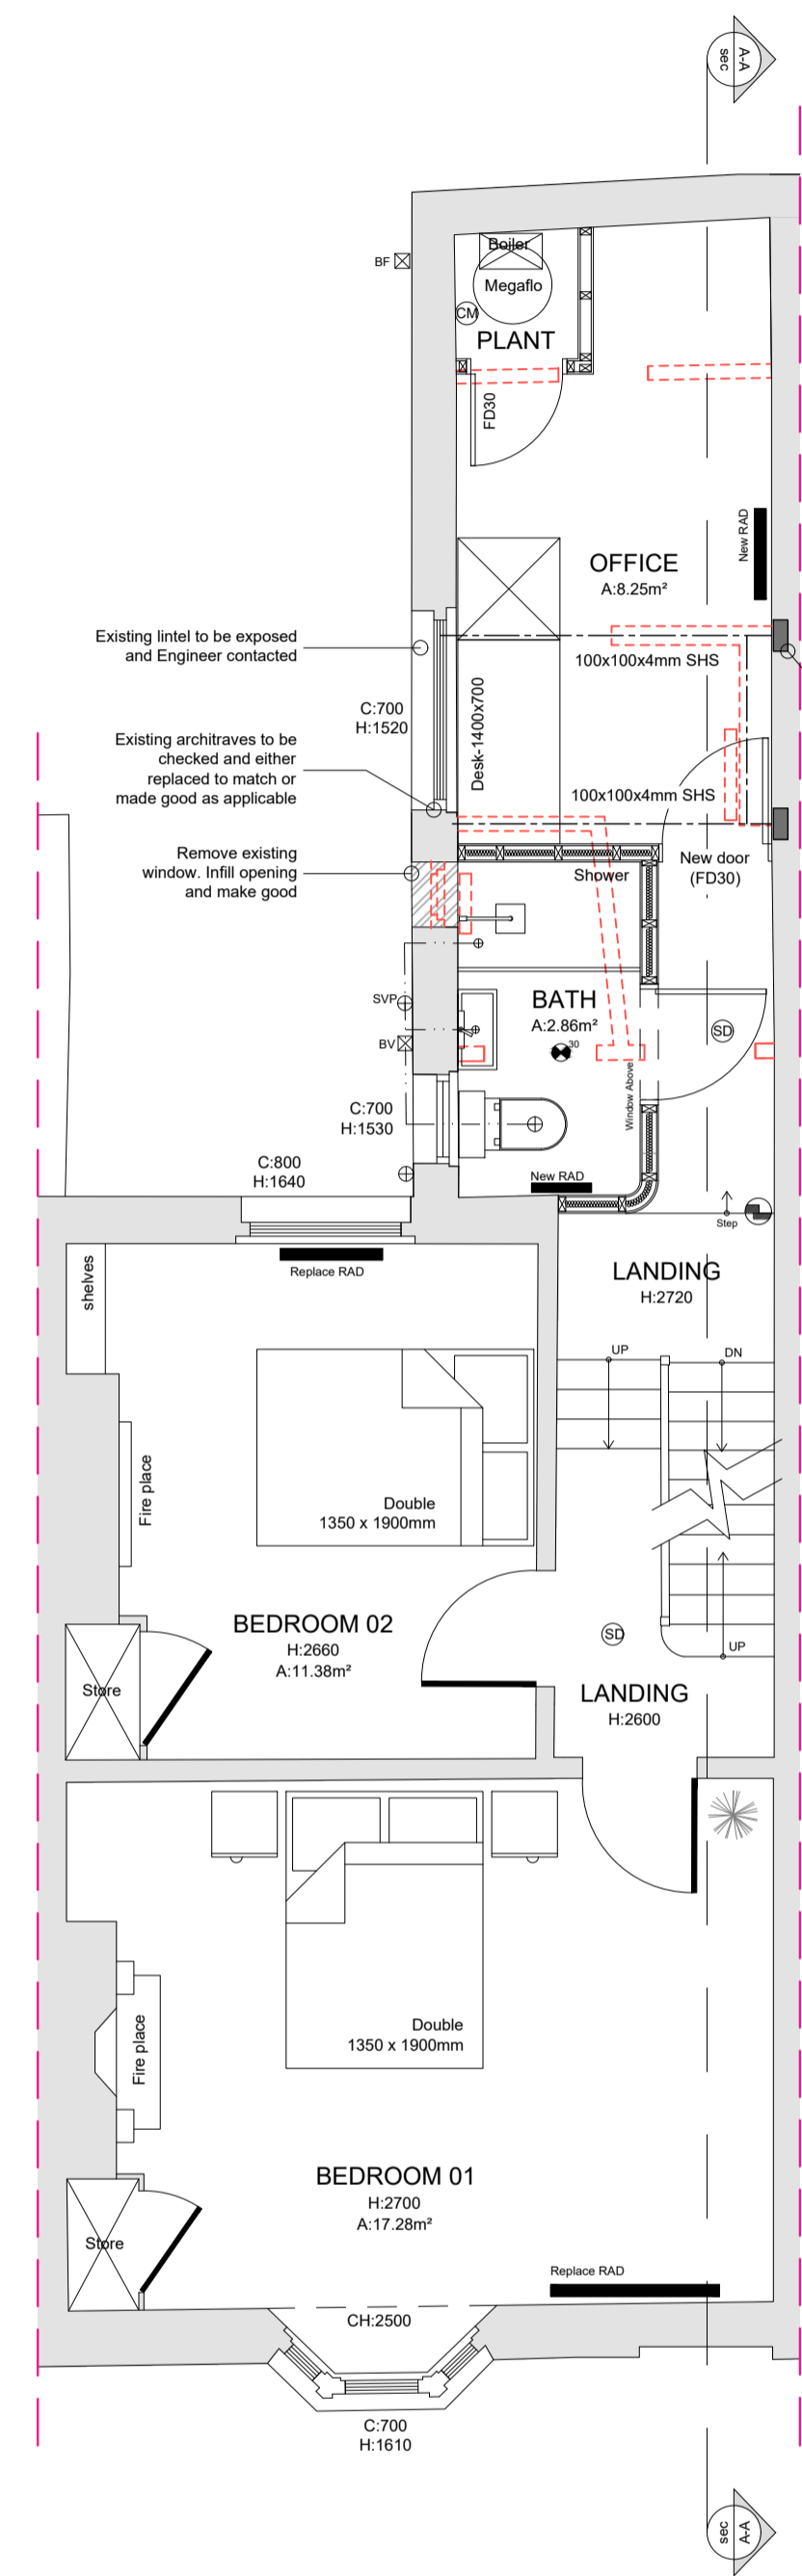 A-A
sec
BF
Boiler
Megaflo
CM
PLANT
FD30
New RAD
OFFICE
A:8.25m²
Existing lintel to be exposed
and Engineer contacted
100x100x4mm SHS
C:700
H:1520
Desk-1400x700
Existing architraves to be
checked and either
replaced to match or
made good as applicable
100x100x4mm SHS
Remove existing
window. Infill opening
and make good
Shower
New door
(FD30)
SVP
BATH
A:2.86m²
30
SD
BV
Window Above
C:700
H:1530
C:800
H:1640
New RAD
Step
Replace RAD
shelves
LANDING
H:2720
UP
DN
Fire place
Double
1350 x 1900mm
BEDROOM 02
H:2660
A:11.38m²
SD
UP
Store
LANDING
H:2600
Double
1350 x 1900mm
Fire place
BEDROOM 01
H:2700
A:17.28m²
Store
Replace RAD
CH:2500
C:700
H:1610
sec
A-A